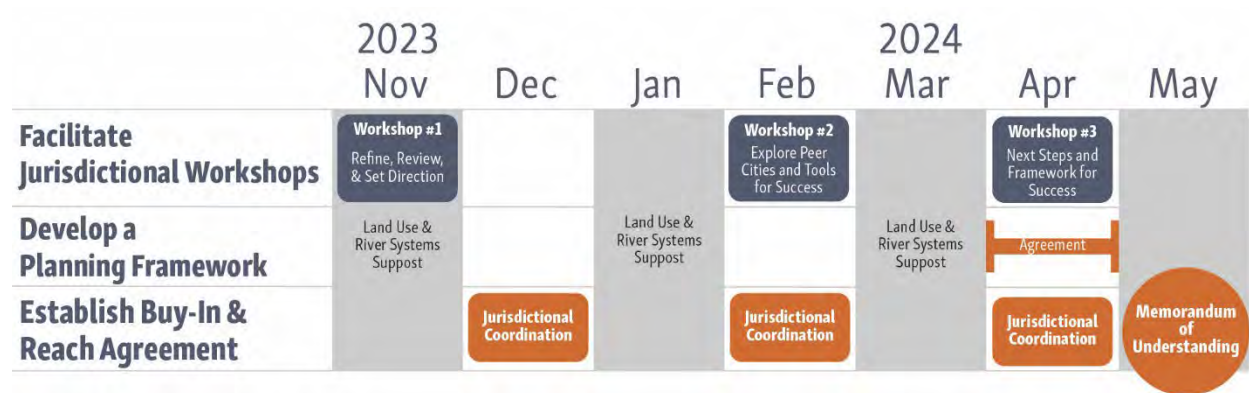 2023
2024
Nov
Dec
Jan
Feb
Mar
Apr
May
Facilitate
Jurisdictional Workshops
Workshop #1
Refine, Review,
& Set Direction
Workshop #2
Explore Peer
Cities and Tools
for Success
Workshop #3
Next Steps and
Framework for
Success
Develop a
Planning Framework
Land Use &
River Systems
Suppost
Land Use &
River Systems
Suppost
Land Use &
River Systems
Suppost
Agreement
Establish Buy-In &
Reach Agreement
Jurisdictional
Coordination
Jurisdictional
Coordination
Jurisdictional
Coordination
Memorandum
of
Understanding